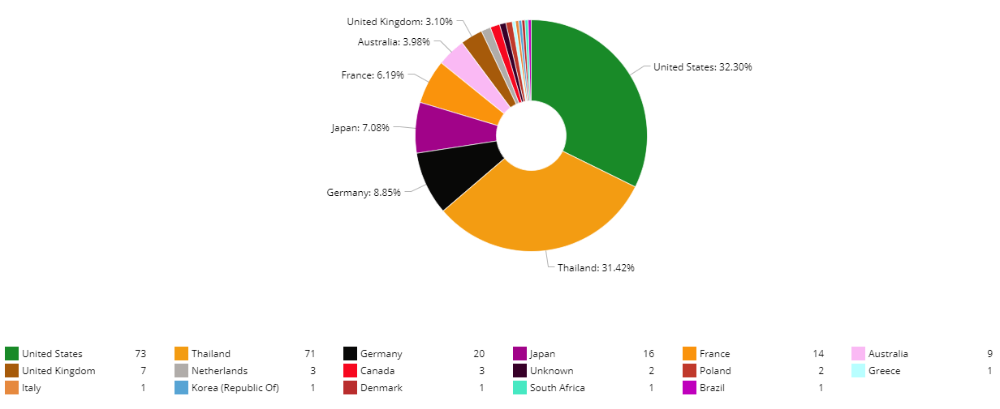 United Kingdom: 3.10%
Australia: 3.98%
United States: 32.30%
France: 6.19%
Japan: 7.08%
Germany: 8.85%
Thailand: 31.42%
United States 73 Thailand 71 Germany 20 Japan 16 France 14 Australia 9
United Kingdom 7 Netherlands 3 Canada 3 Unknown 2 Poland 2 Greece 1
Italy 1 Korea (Republic Of) 1 Denmark 1 South Africa 1 Brazil 1